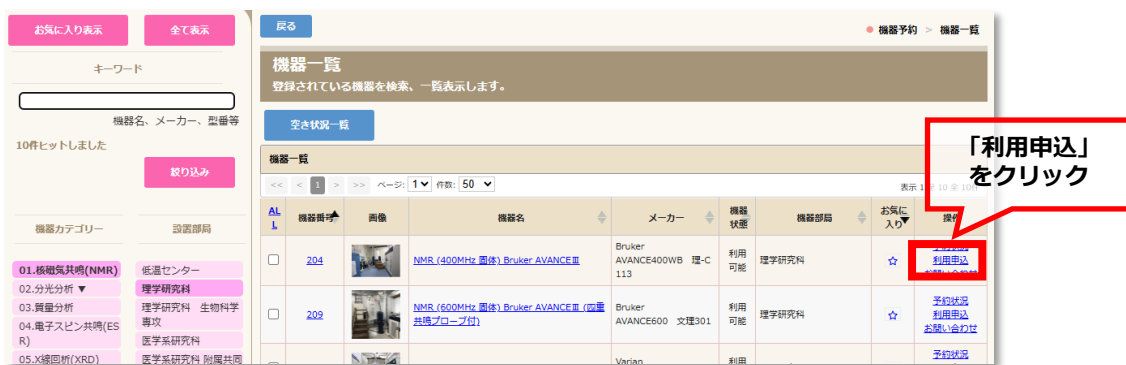 お気に入り表示
全て表示
キーワード
機器名、メーカー、型番等
10件ヒットしました
絞り込み
機器カテゴリー
設置部局
01.核磁気共鳴(NMR)
02.分光分析 ▼
03.質量分析
04.電子スピン共鳴(ES
R)
05.X線回析(XRD)
低温センター
理学研究科
理学研究科 生物科学
専攻
医学系研究科
医学系研究科 附属共同
戻る
機器予約 > 機器一覧
機器一覧
登録されている機器を検索、一覧表示します。
空き状況一覧
機器一覧
<< < 1 > >> ページ: 1 件数: 50
表示 1
全 10件
AL
L
機器番号
画像
機器名
メーカー
機器
状態
機器部局
お気に
入り
操作
204
NMR (400MHz 固体) Bruker AVANCEⅢ
Bruker
AVANCE400WB 理-C
113
利用
可能
理学研究科
☆
利用申込
お問い合わせ
209
NMR (600MHz 固体) Bruker AVANCEⅢ (四重
共鳴プローブ付)
Bruker
AVANCE600 文理301
利用
可能
理学研究科
☆
予約状況
利用申込
お問い合わせ
Varian
利用
予約状況
「利用申込」
をクリック